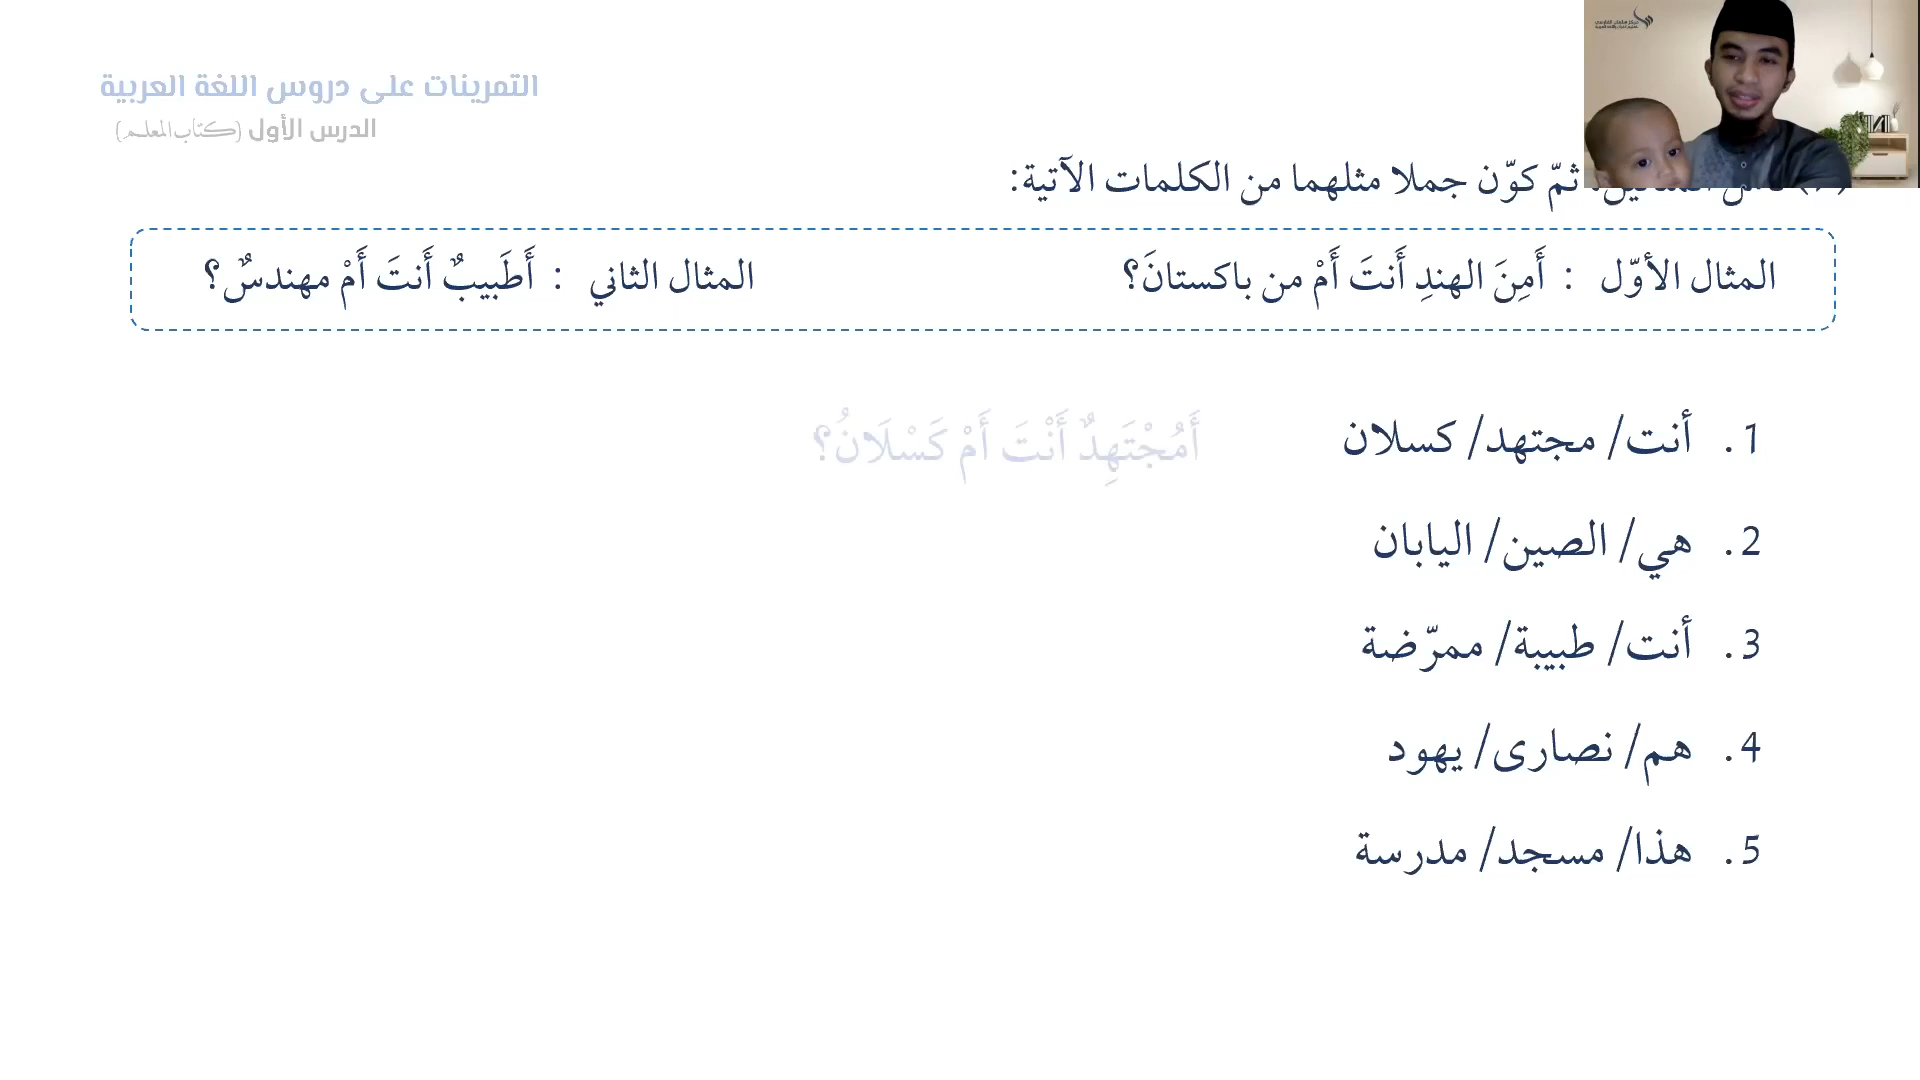 التمرينات على دروس اللغة العربية
الدرس الأول (كتاب المعلم)
ثمّ كوّن جملا مثلهما من الكلمات الآتية:
المثال الأوّل : أَمِنَ الهندِ أَنتَ أَمْ من باكستانَ؟
المثال الثاني : أَطَبيبٌ أَنتَ أَمْ مهندسٌ؟
1. أنت/ مجتهد/ كسلان
أَمُجْتَهِدٌ أَنْتَ أَمْ كَسْلَانُ؟
2. هي/ الصين/ اليابان
3. أنت/ طبيبة/ ممرّضة
4. هم/ نصارى/ يهود
5. هذا/ مسجد/ مدرسة